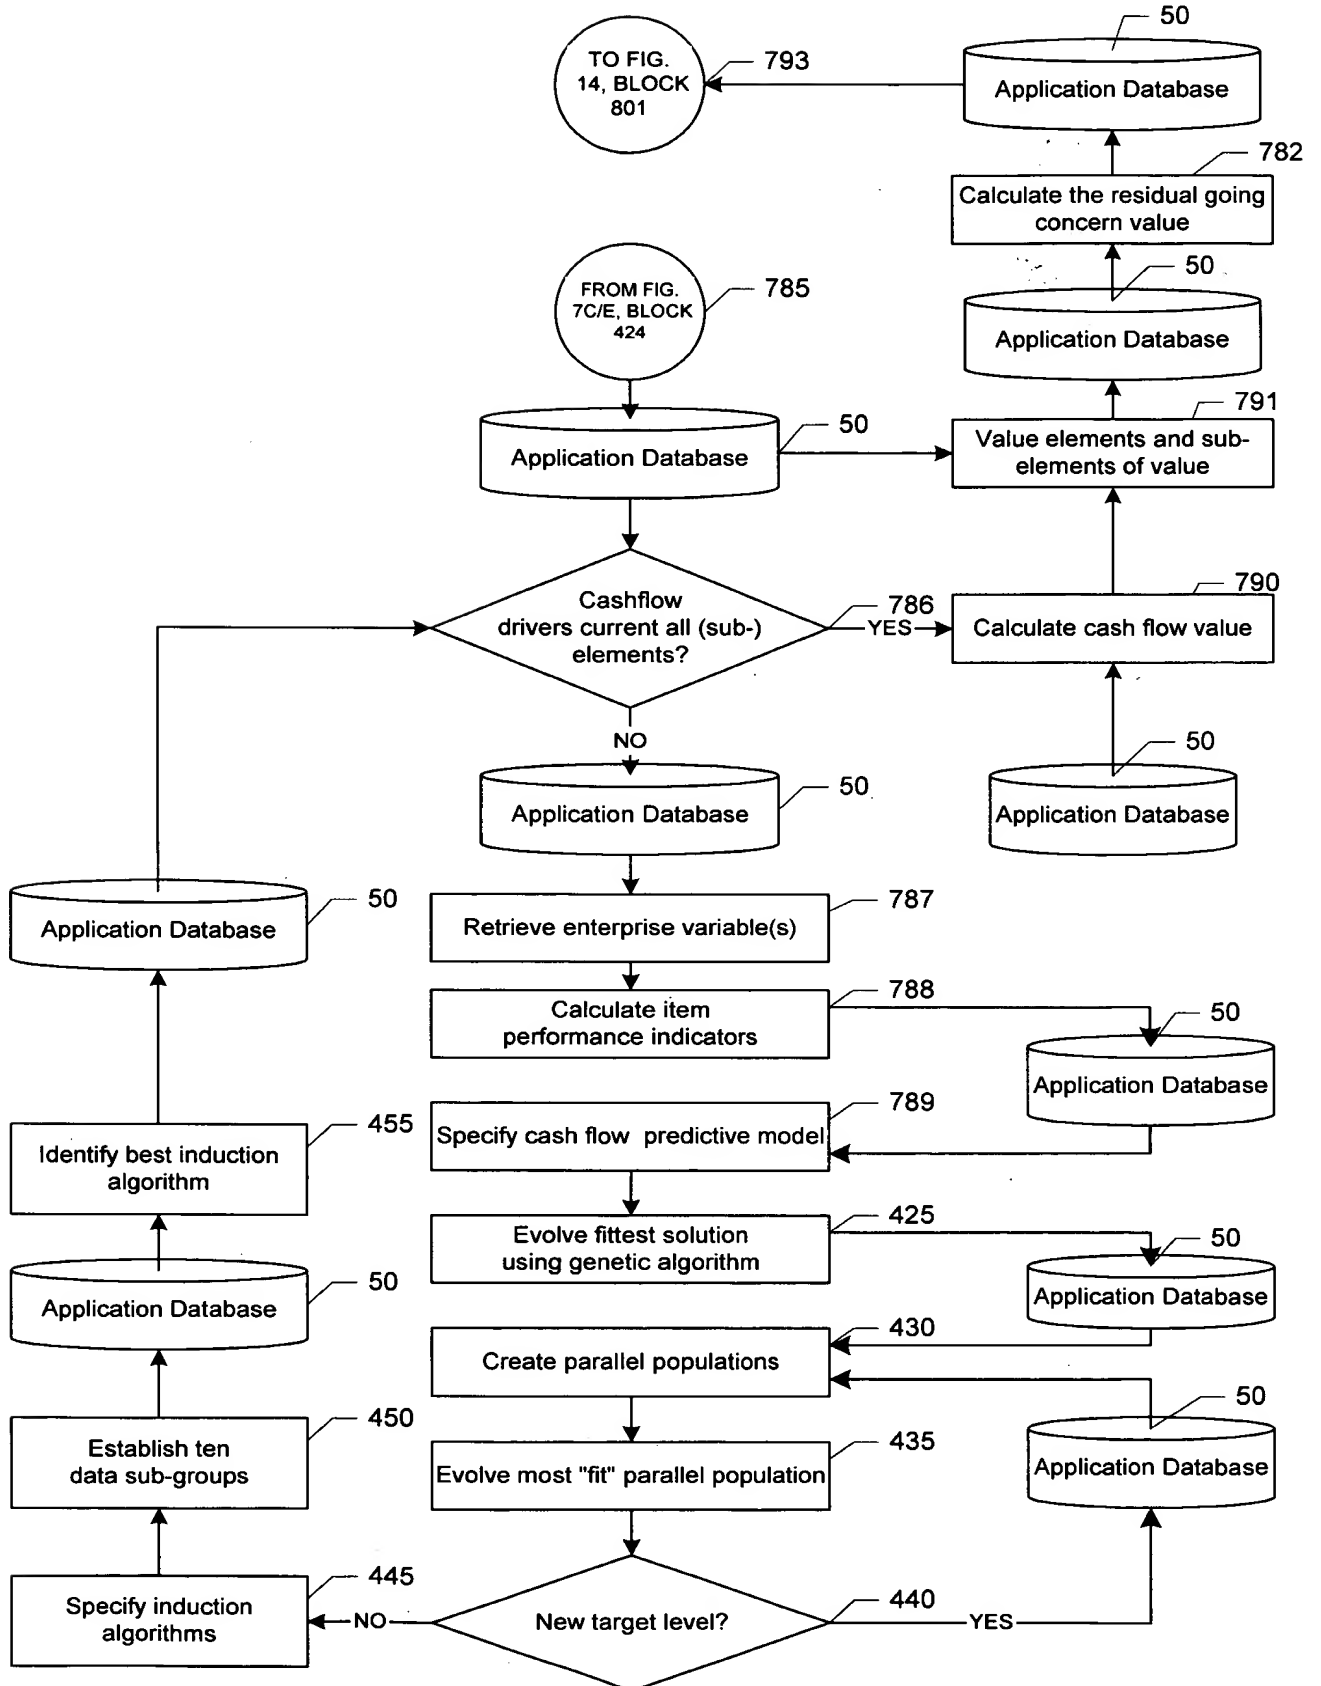 50
TO FIG.
14, BLOCK
801
793
Application Database
782
Calculate the residual going
concern value
50
FROM FIG.
7C/E, BLOCK
424
785
Application Database
791
50
Application Database
Value elements and sub-
elements of value
Cashflow
drivers current all (sub-)
elements?
786
YES
790
Calculate cash flow value
NO
50
Application Database
50
Application Database
50
Application Database
Retrieve enterprise variable(s)
787
Calculate item
performance indicators
788
50
Application Database
455
Identify best induction
algorithm
Specify cash flow predictive model
789
Evolve fittest solution
using genetic algorithm
425
50
Application Database
50
Application Database
430
Create parallel populations
50
Application Database
450
Establish ten
data sub-groups
435
Evolve most "fit" parallel population
445
Specify induction
algorithms
NO
New target level?
440
YES